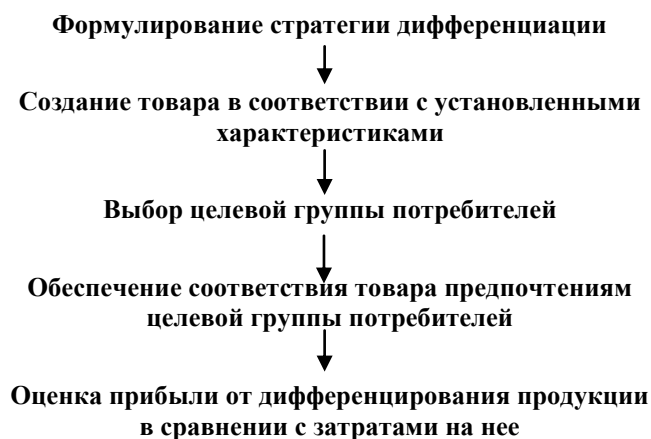 Формулирование стратегии дифференциации
Создание товара в соответствии с установленными
характеристиками
Выбор целевой группы потребителей
Обеспечение соответствия товара предпочтениям
целевой группы потребителей
Оценка прибыли от дифференцирования продукции
в сравнении с затратами на нее